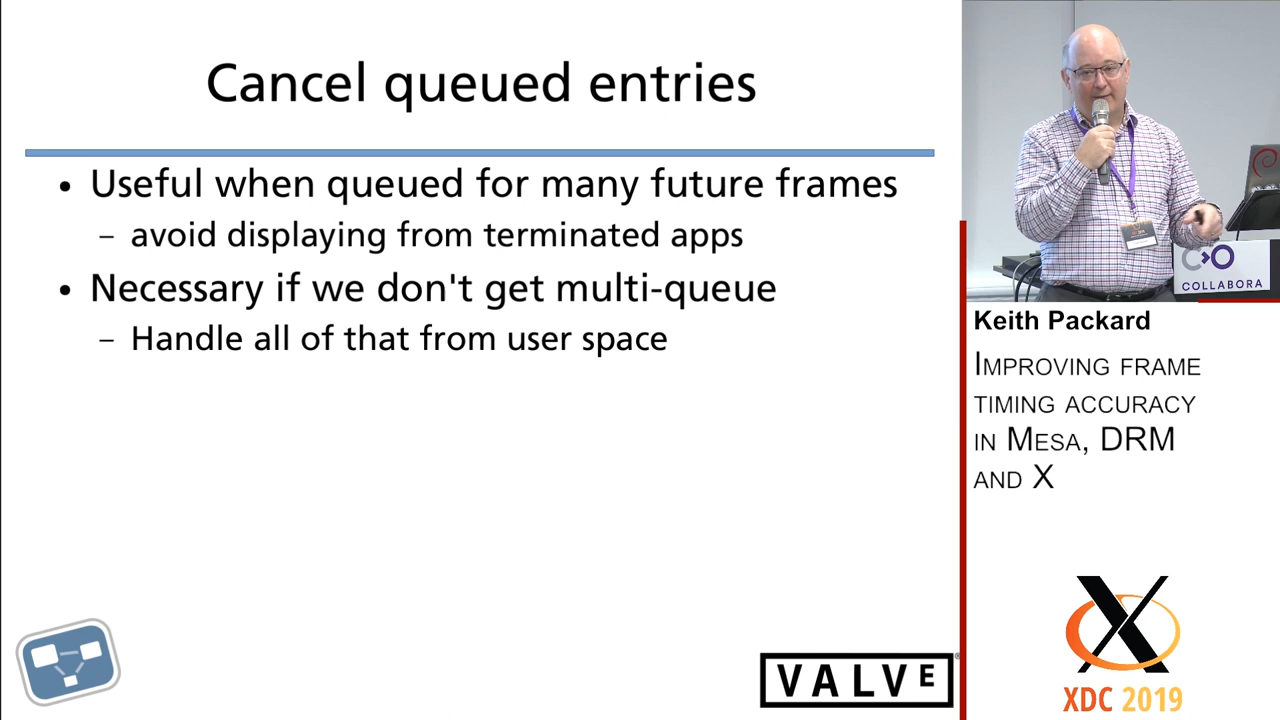 Cancel queued entries
• Useful when queued for many future frames
– avoid displaying from terminated apps
• Necessary if we don't get multi-queue
– Handle all of that from user space
VALVE®
COLLABORA
Keith Packard
Improving frame
timing accuracy
in Mesa, DRM
and X
X
XDC 2019